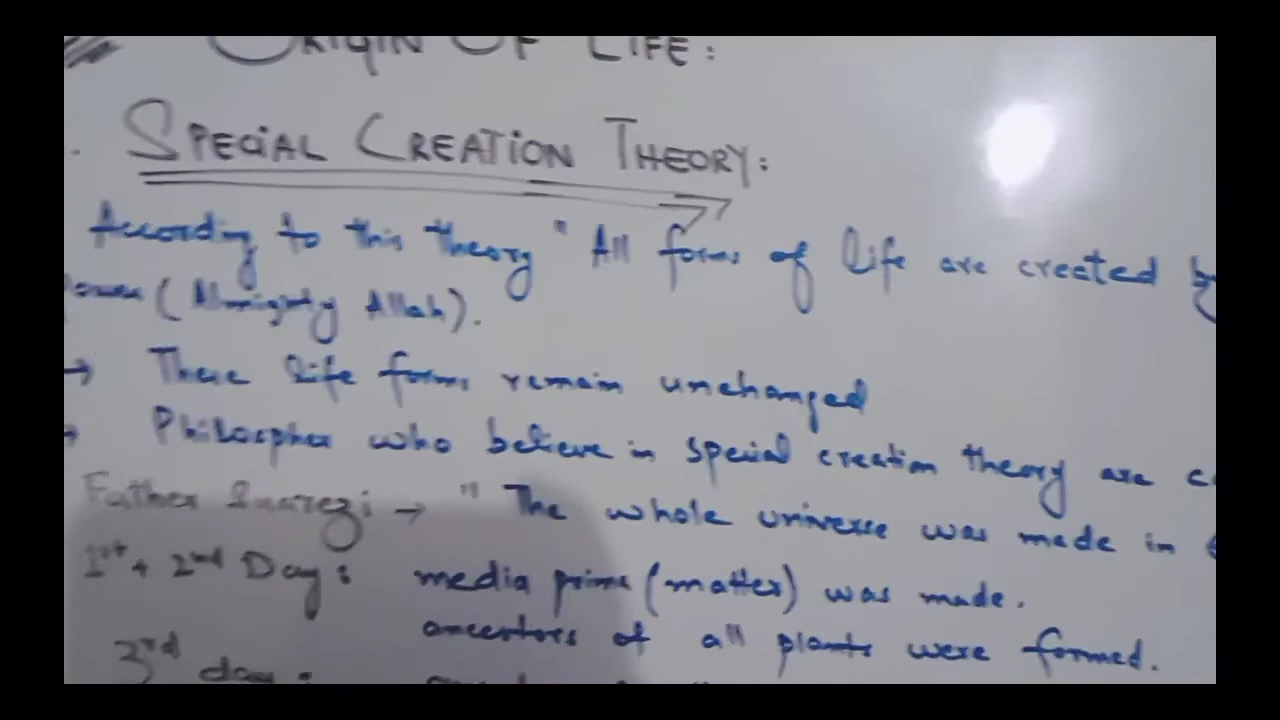 ORIGIN OF LIFE:
SPECIAL CREATION THEORY:
According to this theory " All forms of life are created by
Power (Almighty Allah).
→ These life forms remain unchanged
→ Philospher who believe in special creation theory are
Father Suarez: → " The whole universe was made in
1st + 2nd Day: media prime (matter) was made.
3rd day: ancestors of all plants were formed.